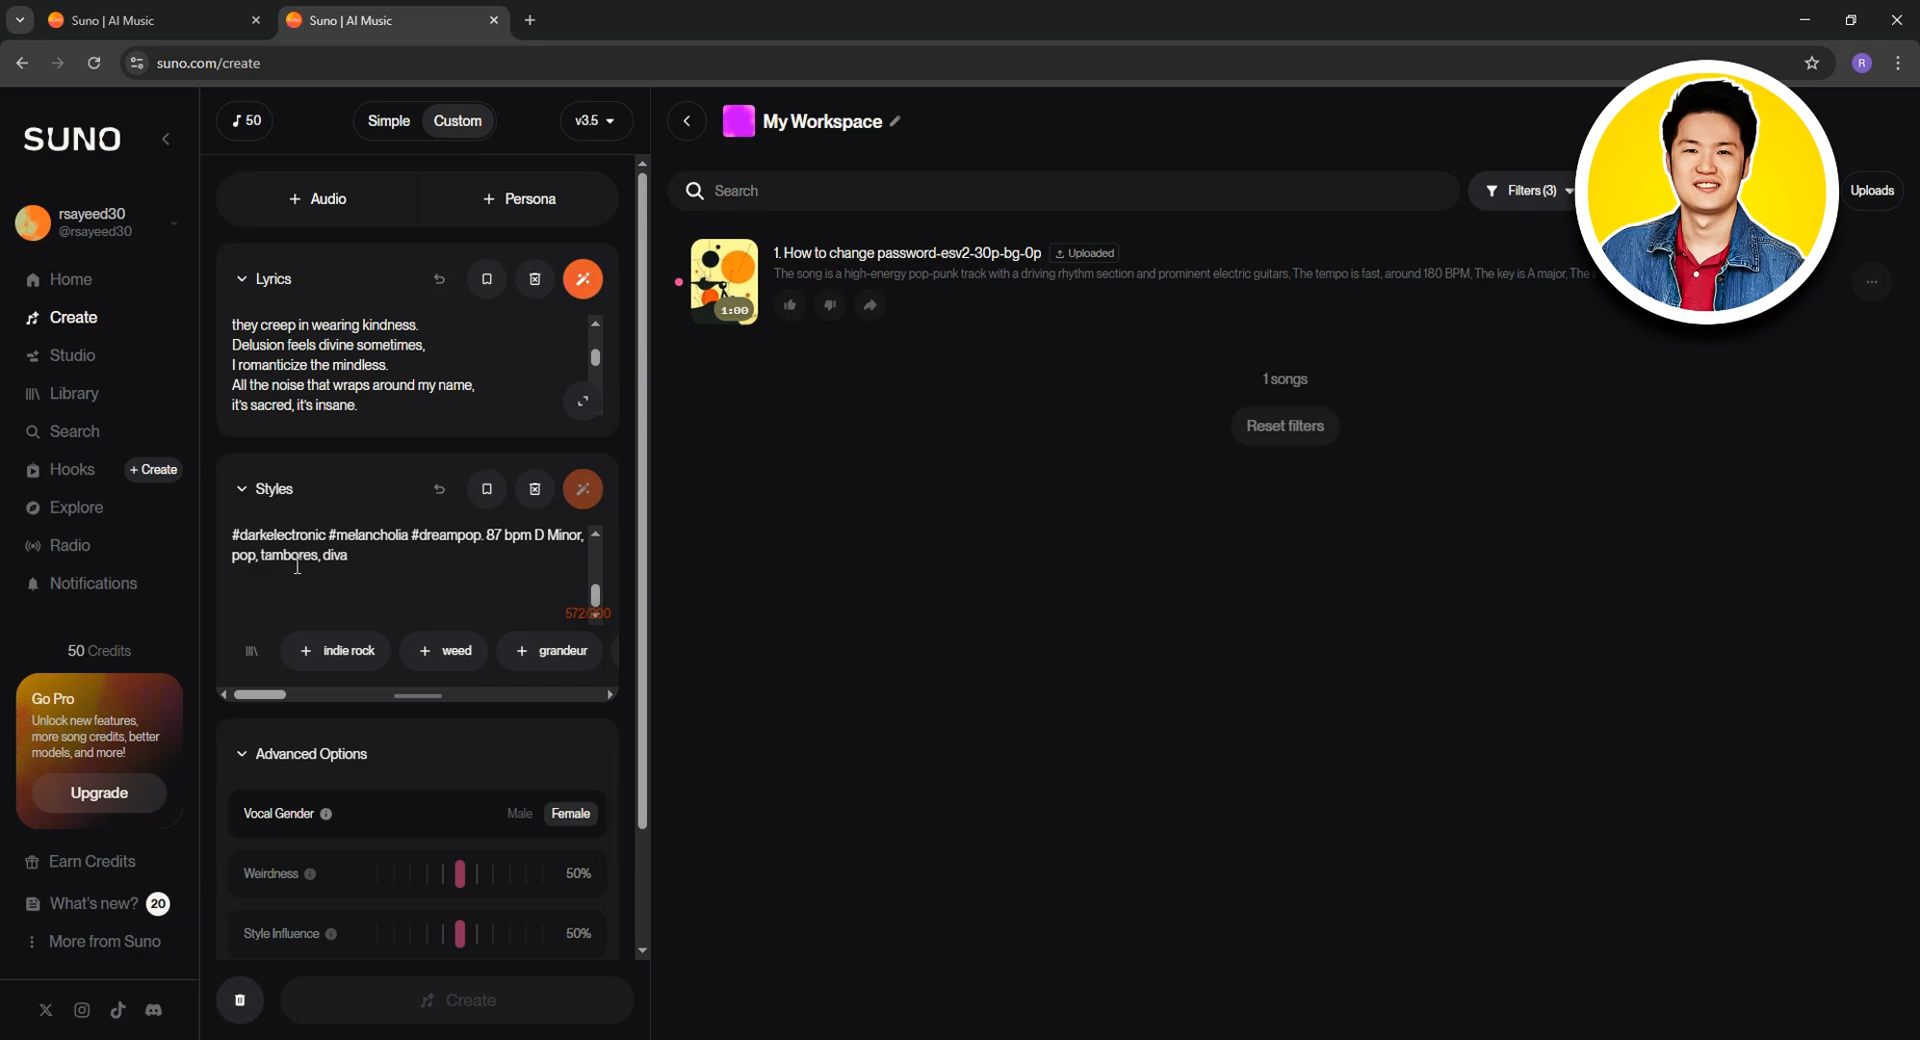 Suno | AI Music
Suno | AI Music
suno.com/create
R
SUNO
rsayeed30
@rsayeed30
Home
Create
Studio
Library
Search
Hooks
+ Create
Explore
Radio
Notifications
50 Credits
Go Pro
Unlock new features,
more song credits, better
models, and more!
Upgrade
Earn Credits
What's new? 20
More from Suno
50
Simple
Custom
v3.5
+ Audio
+ Persona
Lyrics
they creep in wearing kindness.
Delusion feels divine sometimes,
I romanticize the mindless.
All the noise that wraps around my name,
it's sacred, it's insane.
Styles
#darkelectronic #melancholia #dreampop. 87 bpm D Minor,
pop, tambores, diva
572/200
+ indie rock
+ weed
+ grandeur
Advanced Options
Vocal Gender
Male
Female
Weirdness
50%
Style Influence
50%
Create
My Workspace
Search
Filters (3)
Uploads
1. How to change password-esv2-30p-bg-0p
Uploaded
The song is a high-energy pop-punk track with a driving rhythm section and prominent electric guitars, The tempo is fast, around 180 BPM, The key is A major, The
1:00
1 songs
Reset filters